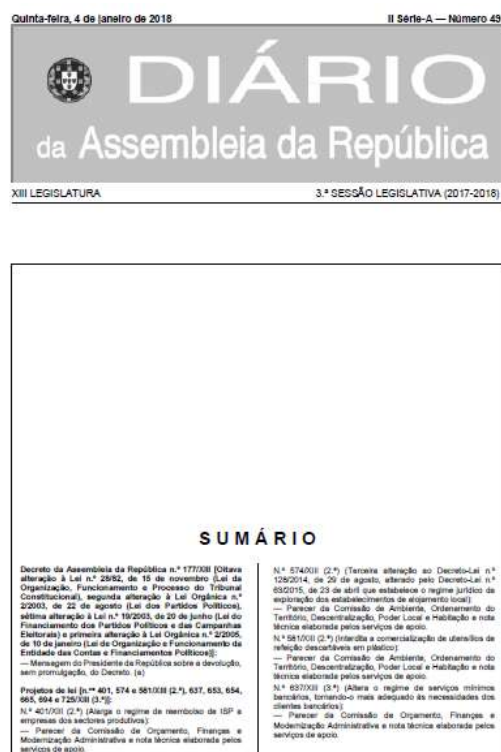 Quinta-feira, 4 de janeiro de 2018 II Série-A — Número 49
DIÁRIO
da Assembleia da República
XIII LEGISLATURA 3.ª SESSÃO LEGISLATIVA (2017-2018)
SUMÁRIO
Decreto da Assembleia da República n.º 177/XIII [Oitava
alteração à Lei n.º 28/82, de 15 de novembro (Lei da
Organização, Funcionamento e Processo do Tribunal
Constitucional), segunda alteração à Lei Orgânica n.º
2/2003, de 22 de agosto (Lei dos Partidos Políticos),
sétima alteração à Lei n.º 19/2003, de 20 de junho (Lei do
Financiamento dos Partidos Políticos e das Campanhas
Eleitorais) e primeira alteração à Lei Orgânica n.º 2/2005,
de 10 de janeiro (Lei de Organização e Funcionamento da
Entidade das Contas e Financiamentos Políticos)]:
— Mensagem do Presidente da República sobre a devolução,
sem promulgação, do Decreto. (a)
Projetos de lei [n.os 401, 574 e 581/XIII (2.ª), 637, 653, 654,
665, 694 e 725/XIII (3.ª)]:
N.º 401/XIII (2.ª) (Alarga o regime de reembolso de ISP a
empresas dos sectores produtivos):
— Parecer da Comissão de Orçamento, Finanças e
Modernização Administrativa e nota técnica elaborada pelos
serviços de apoio.
N.º 574/XIII (2.ª) (Terceira alteração ao Decreto-Lei n.º
128/2014, de 29 de agosto, alterado pelo Decreto-Lei n.º
63/2015, de 23 de abril que estabelece o regime jurídico da
exploração dos estabelecimentos de alojamento local):
— Parecer da Comissão de Ambiente, Ordenamento do
Território, Descentralização, Poder Local e Habitação e nota
técnica elaborada pelos serviços de apoio.
N.º 581/XIII (2.ª) (Interdita a comercialização de utensílios de
refeição descartáveis em plástico):
— Parecer da Comissão de Ambiente, Ordenamento do
Território, Descentralização, Poder Local e Habitação e nota
técnica elaborada pelos serviços de apoio.
N.º 637/XIII (3.ª) (Altera o regime de serviços mínimos
bancários, tornando-o mais adequado às necessidades dos
clientes bancários):
— Parecer da Comissão de Orçamento, Finanças e
Modernização Administrativa e nota técnica elaborada pelos
serviços de apoio.